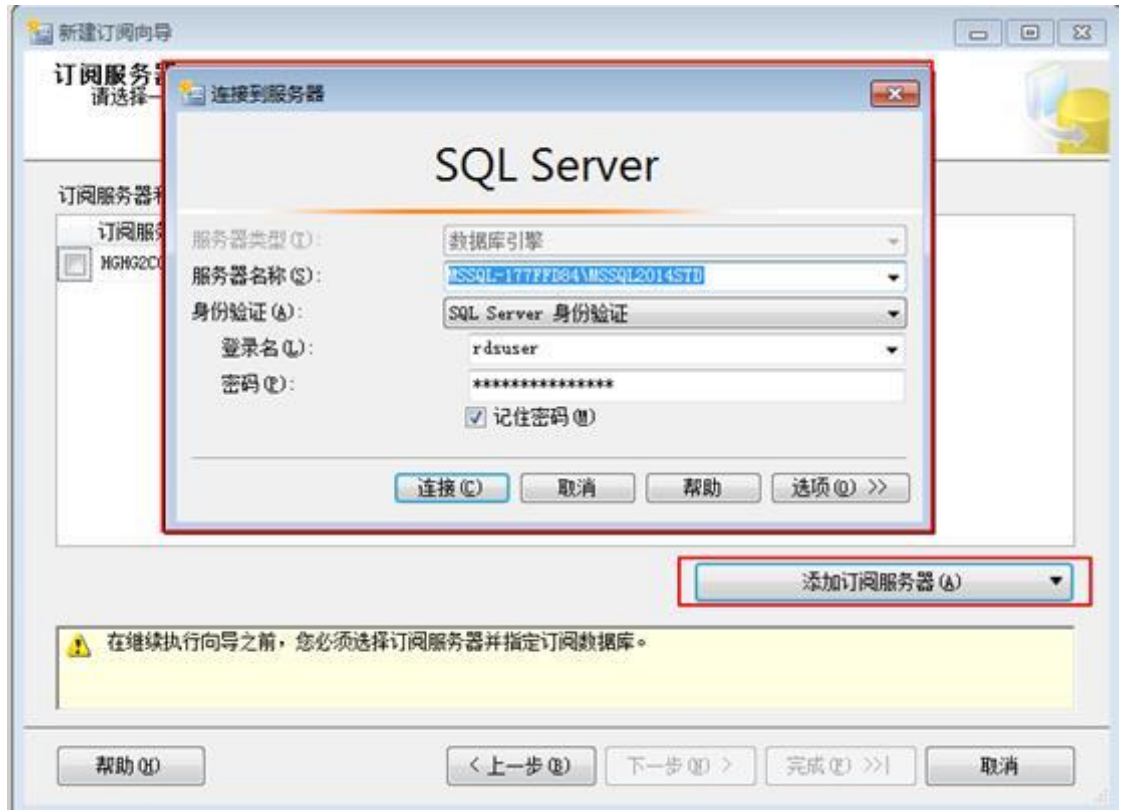 新建订阅向导
订阅服务器
请选择一
连接到服务器
SQL Server
订阅服务器和
订阅服务
服务器类型(T): 数据库引擎
服务器名称(S): MSSQL-177FFD84\MSSQL2014STD
身份验证(A): SQL Server 身份验证
登录名(L): rdsuser
密码(P): ***************
记住密码(M)
连接(C) 取消 帮助 选项(O) >>
添加订阅服务器(A)
在继续执行向导之前，您必须选择订阅服务器并指定订阅数据库。
帮助(H) < 上一步(B) 下一步(N) > 完成(F) >>| 取消